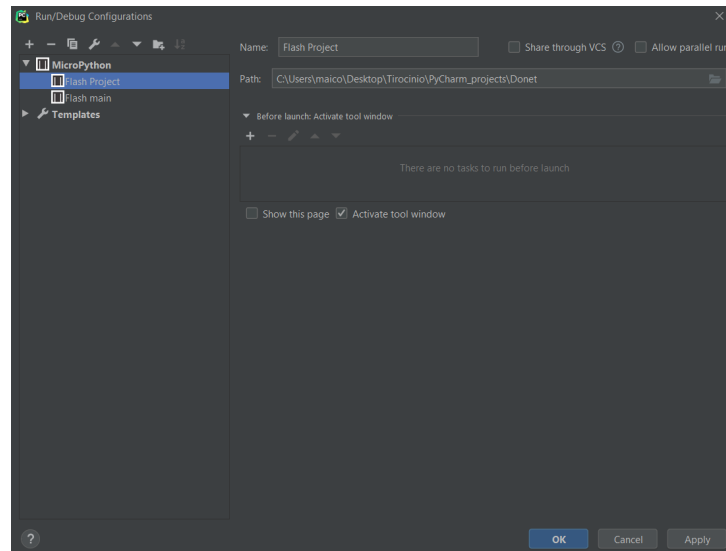 Run/Debug Configurations
Name: Flash Project Share through VCS ? Allow parallel run
MicroPython
Flash Project
Flash main
Templates
Path: C:\Users\maico\Desktop\Tirocinio\PyCharm_projects\Donet
Before launch: Activate tool window
There are no tasks to run before launch
Show this page Activate tool window
? OK Cancel Apply